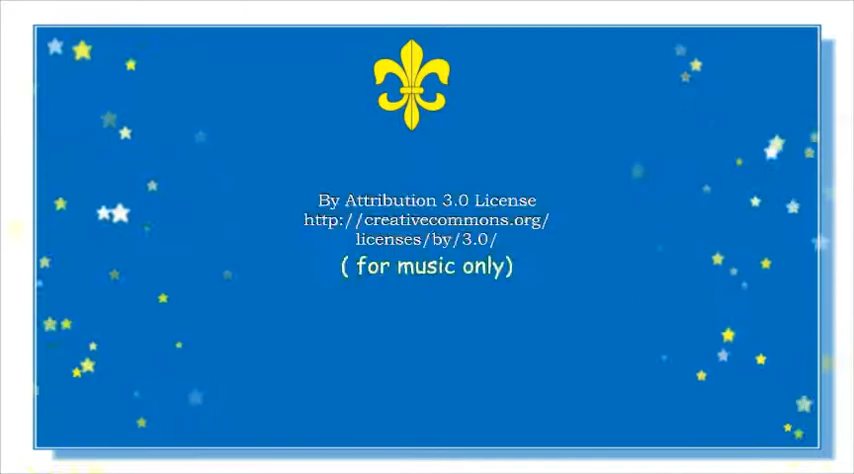 By Attribution 3.0 License
http://creativecommons.org/
licenses/by/3.0/
( for music only)